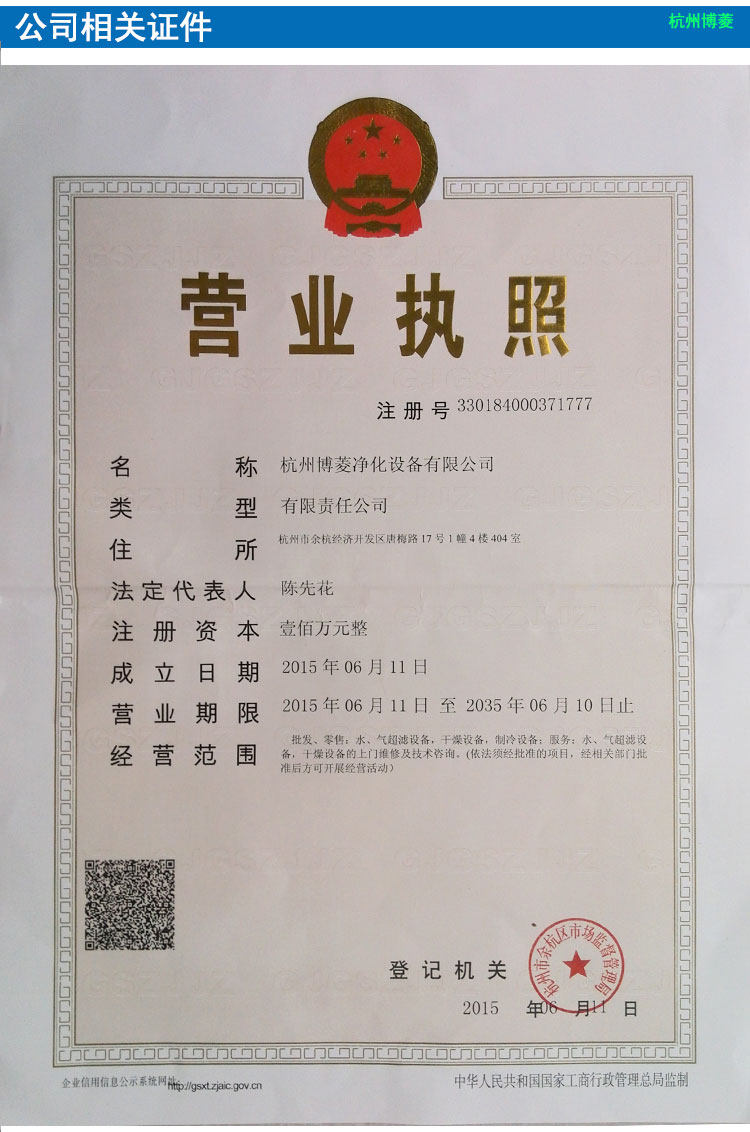 公司相关证件
杭州博菱
营业执照
注册号 330184000371777
名称 杭州博菱净化设备有限公司
类型 有限责任公司
住所 杭州市余杭经济开发区唐梅路17号1幢4楼404室
法定代表人 陈先花
注册资本 壹佰万元整
成立日期 2015年06月11日
营业期限 2015年06月11日 至 2035年06月10日止
经营范围 批发、零售：水、气超滤设备，干燥设备，制冷设备；服务：水、气超滤设
备，干燥设备的上门维修及技术咨询。(依法须经批准的项目，经相关部门批
准后方可开展经营活动)
登记机关
杭州市余杭区市场监督管理局
2015 年06 月11 日
企业信用信息公示系统网址:http://gsxt.zjaic.gov.cn
中华人民共和国国家工商行政管理总局监制